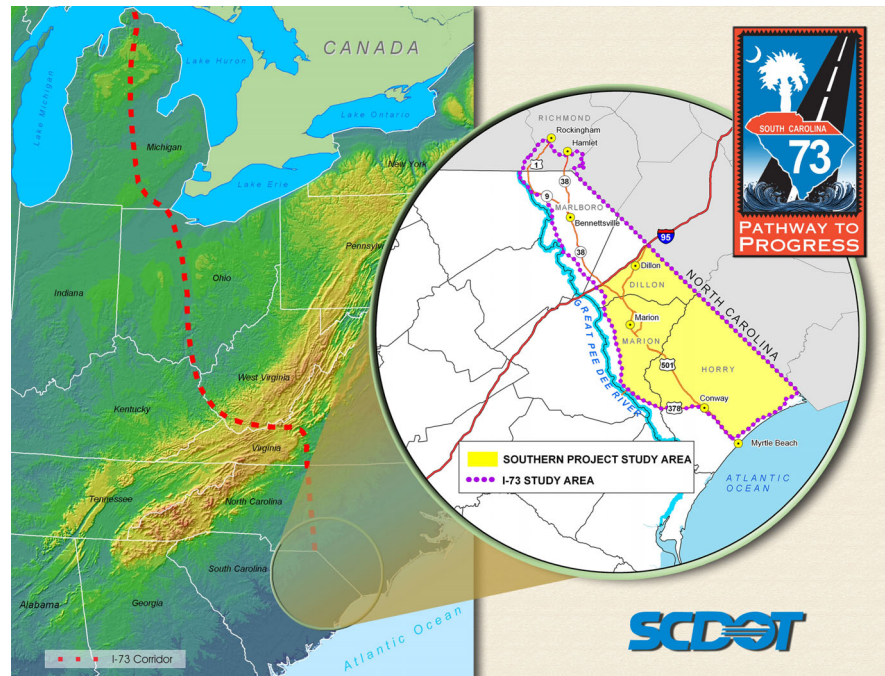 CANADA
Lake Huron
Lake Michigan
Lake Ontario
Michigan
New York
Lake Erie
Pennsylv
Ohio
Indiana
West Virginia
Kentucky
Virginia
Tennessee
North Carolina
South Carolina
Alabama
Georgia
Atlantic Ocean
I-73 Corridor
RICHMOND
Rockingham
Hamlet
1
38
9
MARLBORO
Bennettsville
38
95
Dillon
DILLON
NORTH CAROLINA
GREAT PEE DEE RIVER
Marion
MARION
501
HORRY
378
Conway
Myrtle Beach
SOUTHERN PROJECT STUDY AREA
I-73 STUDY AREA
ATLANTIC
OCEAN
SOUTH CAROLINA
73
PATHWAY TO
PROGRESS
SCDOT